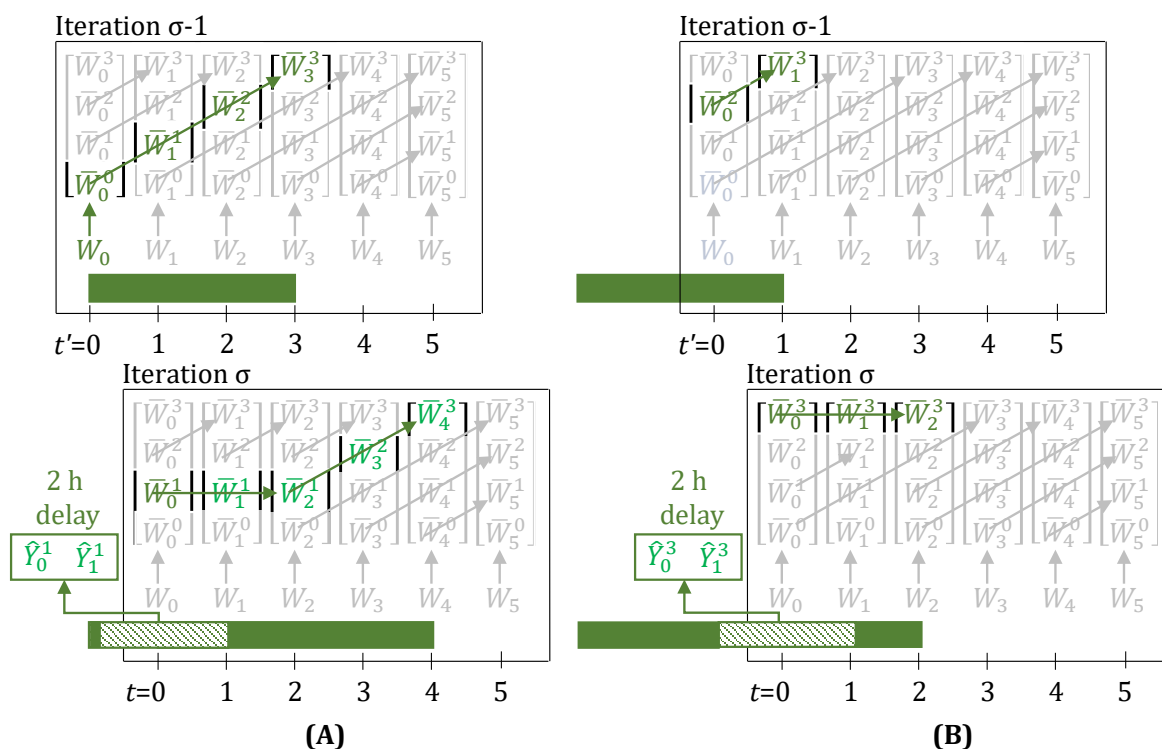 Iteration σ-1
W̄₀³ W̄₁³ W̄₂³ W̄₃³ W̄₄³ W̄₅³
W̄₀² W̄₁² W̄₂² W̄₃² W̄₄² W̄₅²
W̄₀¹ W̄₁¹ W̄₂¹ W̄₃¹ W̄₄¹ W̄₅¹
W̄₀⁰ W̄₁⁰ W̄₂⁰ W̄₃⁰ W̄₄⁰ W̄₅⁰
W₀ W₁ W₂ W₃ W₄ W₅
t'=0 1 2 3 4 5
Iteration σ
W̄₀³ W̄₁³ W̄₂³ W̄₃³ W̄₄³ W̄₅³
W̄₀² W̄₁² W̄₂² W̄₃² W̄₄² W̄₅²
W̄₀¹ W̄₁¹ W̄₂¹ W̄₃¹ W̄₄¹ W̄₅¹
W̄₀⁰ W̄₁⁰ W̄₂⁰ W̄₃⁰ W̄₄⁰ W̄₅⁰
2 h
delay
Ŷ₀¹ Ŷ₁¹
W₀ W₁ W₂ W₃ W₄ W₅
t=0 1 2 3 4 5
(A)
Iteration σ-1
W̄₀³ W̄₁³ W̄₂³ W̄₃³ W̄₄³ W̄₅³
W̄₀² W̄₁² W̄₂² W̄₃² W̄₄² W̄₅²
W̄₀¹ W̄₁¹ W̄₂¹ W̄₃¹ W̄₄¹ W̄₅¹
W̄₀⁰ W̄₁⁰ W̄₂⁰ W̄₃⁰ W̄₄⁰ W̄₅⁰
W₀ W₁ W₂ W₃ W₄ W₅
t'=0 1 2 3 4 5
Iteration σ
W̄₀³ W̄₁³ W̄₂³ W̄₃³ W̄₄³ W̄₅³
W̄₀² W̄₁² W̄₂² W̄₃² W̄₄² W̄₅²
W̄₀¹ W̄₁¹ W̄₂¹ W̄₃¹ W̄₄¹ W̄₅¹
W̄₀⁰ W̄₁⁰ W̄₂⁰ W̄₃⁰ W̄₄⁰ W̄₅⁰
2 h
delay
Ŷ₀³ Ŷ₁³
W₀ W₁ W₂ W₃ W₄ W₅
t=0 1 2 3 4 5
(B)